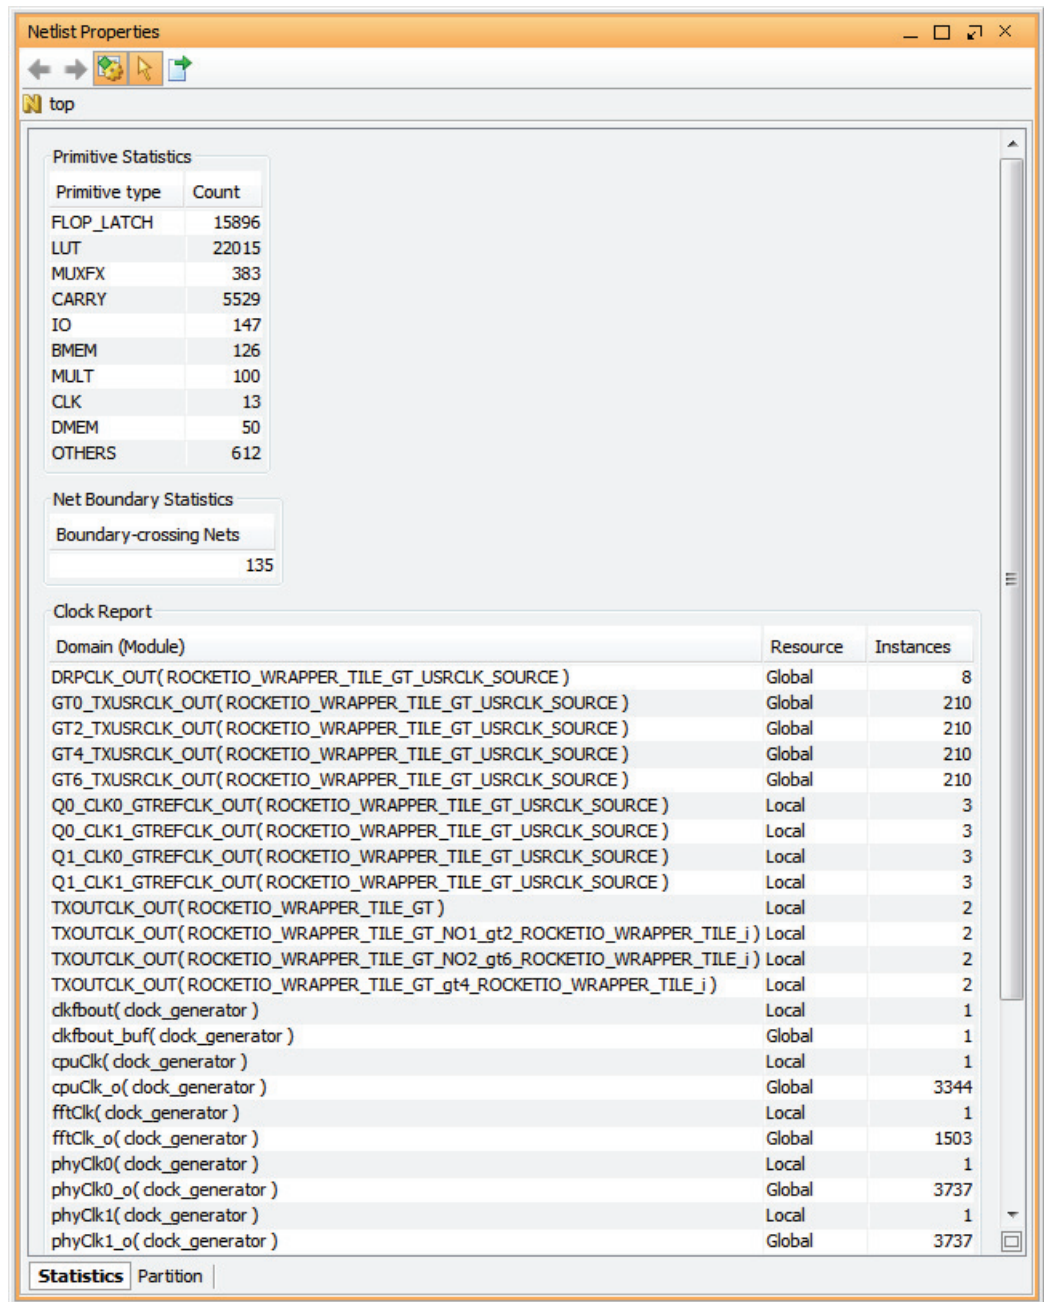 Netlist Properties
top
Primitive Statistics
Primitive type Count
FLOP_LATCH 15896
LUT 22015
MUXFX 383
CARRY 5529
IO 147
BMEM 126
MULT 100
CLK 13
DMEM 50
OTHERS 612
Net Boundary Statistics
Boundary-crossing Nets
135
Clock Report
Domain (Module) Resource Instances
DRPCLK_OUT( ROCKETIO_WRAPPER_TILE_GT_USRCLK_SOURCE ) Global 8
GT0_TXUSRCLK_OUT( ROCKETIO_WRAPPER_TILE_GT_USRCLK_SOURCE ) Global 210
GT2_TXUSRCLK_OUT( ROCKETIO_WRAPPER_TILE_GT_USRCLK_SOURCE ) Global 210
GT4_TXUSRCLK_OUT( ROCKETIO_WRAPPER_TILE_GT_USRCLK_SOURCE ) Global 210
GT6_TXUSRCLK_OUT( ROCKETIO_WRAPPER_TILE_GT_USRCLK_SOURCE ) Global 210
Q0_CLK0_GTREFCLK_OUT( ROCKETIO_WRAPPER_TILE_GT_USRCLK_SOURCE ) Local 3
Q0_CLK1_GTREFCLK_OUT( ROCKETIO_WRAPPER_TILE_GT_USRCLK_SOURCE ) Local 3
Q1_CLK0_GTREFCLK_OUT( ROCKETIO_WRAPPER_TILE_GT_USRCLK_SOURCE ) Local 3
Q1_CLK1_GTREFCLK_OUT( ROCKETIO_WRAPPER_TILE_GT_USRCLK_SOURCE ) Local 3
TXOUTCLK_OUT( ROCKETIO_WRAPPER_TILE_GT ) Local 2
TXOUTCLK_OUT( ROCKETIO_WRAPPER_TILE_GT_NO1_gt2_ROCKETIO_WRAPPER_TILE_i ) Local 2
TXOUTCLK_OUT( ROCKETIO_WRAPPER_TILE_GT_NO2_gt6_ROCKETIO_WRAPPER_TILE_i ) Local 2
TXOUTCLK_OUT( ROCKETIO_WRAPPER_TILE_GT_gt4_ROCKETIO_WRAPPER_TILE_i ) Local 2
clkfbout( clock_generator ) Local 1
clkfbout_buf( clock_generator ) Global 1
cpuClk( clock_generator ) Local 1
cpuClk_o( clock_generator ) Global 3344
fftClk( clock_generator ) Local 1
fftClk_o( clock_generator ) Global 1503
phyClk0( clock_generator ) Local 1
phyClk0_o( clock_generator ) Global 3737
phyClk1( clock_generator ) Local 1
phyClk1_o( clock_generator ) Global 3737
Statistics Partition